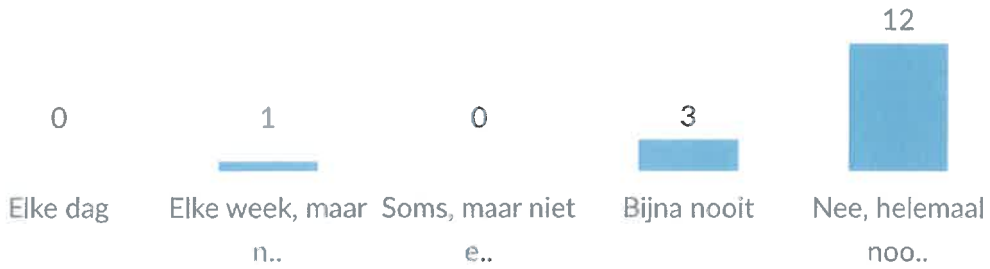 12
0 1 0 3
Elke dag Elke week, maar Soms, maar niet Bijna nooit Nee, helemaal
n.. e.. noo..